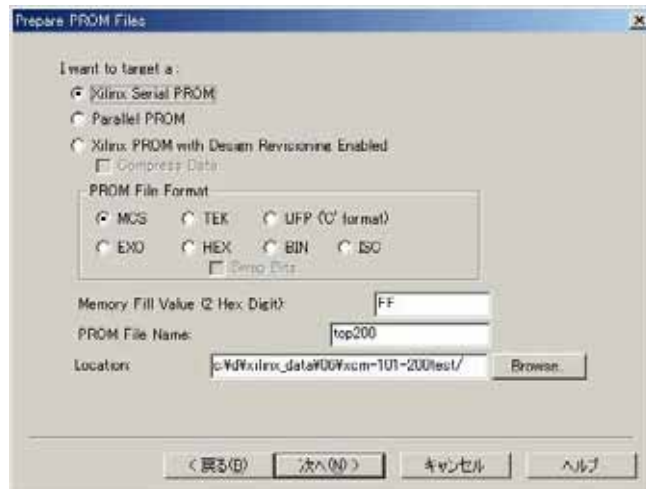 Prepare PROM Files
I want to target a :
Xilinx Serial PROM
Parallel PROM
Xilinx PROM with Design Revisioning Enabled
Compress Data
PROM File Format
MCS TEK UFP ('C' format)
EXO HEX BIN ISC
Swap Bits
Memory Fill Value (2 Hex Digit): FF
PROM File Name: top200
Location: c:¥d¥xilinx_data¥06¥xcm-101-200test/ Browse...
< 戻る(B) 次へ(N) > キャンセル ヘルプ